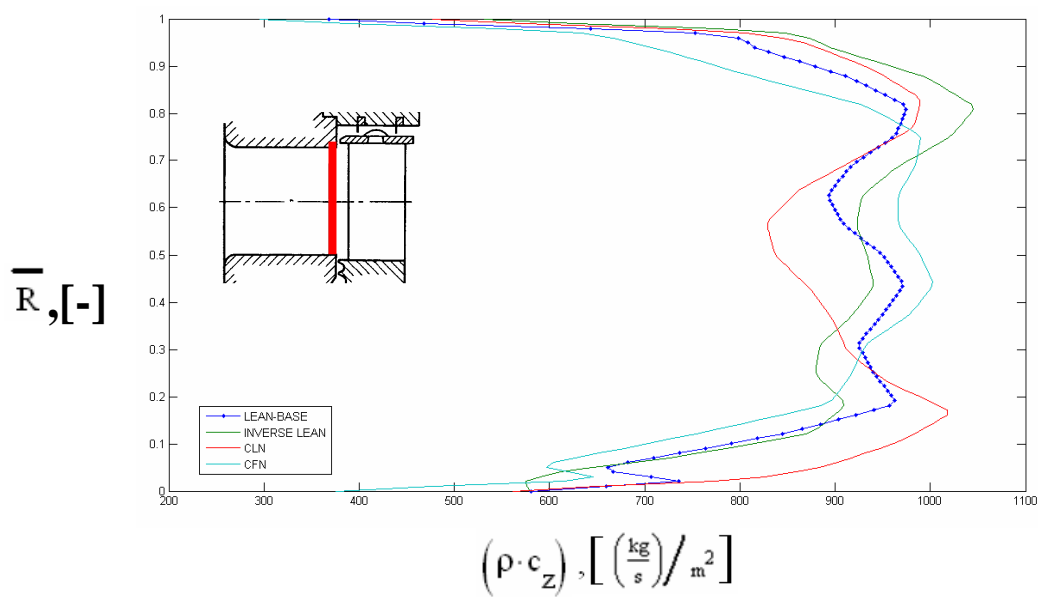 1
0.9
0.8
0.7
0.6
0.5
0.4
0.3
0.2
0.1
0
R̅,[-]
LEAN-BASE
INVERSE LEAN
CLN
CFN
200 300 400 500 600 700 800 900 1000 1100
(ρ·c_z),[(kg/s)/m²]